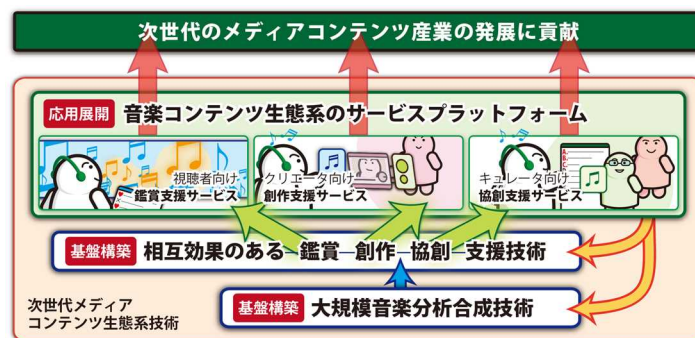 次世代のメディアコンテンツ産業の発展に貢献
応用展開 音楽コンテンツ生態系のサービスプラットフォーム
視聴者向け
鑑賞支援サービス
クリエータ向け
創作支援サービス
キュレータ向け
協創支援サービス
基盤構築 相互効果のある―鑑賞―創作―協創―支援技術
基盤構築 大規模音楽分析合成技術
次世代メディア
コンテンツ生態系技術